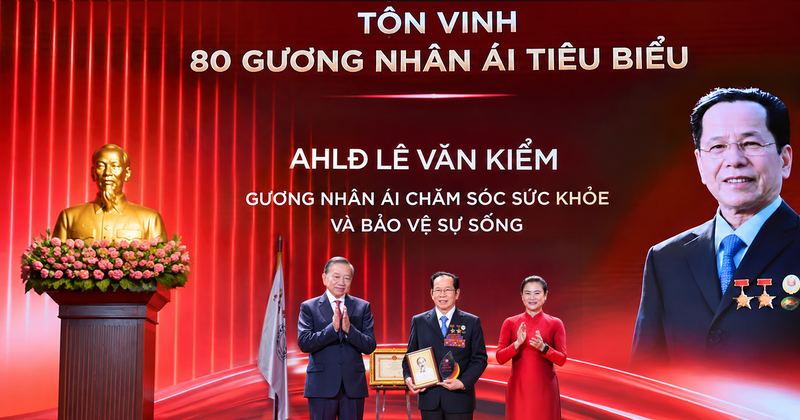 TÔN VINH
80 GƯƠNG NHÂN ÁI TIÊU BIỂU
AHLĐ LÊ VĂN KIỂM
GƯƠNG NHÂN ÁI CHĂM SÓC SỨC KHỎE
VÀ BẢO VỆ SỰ SỐNG